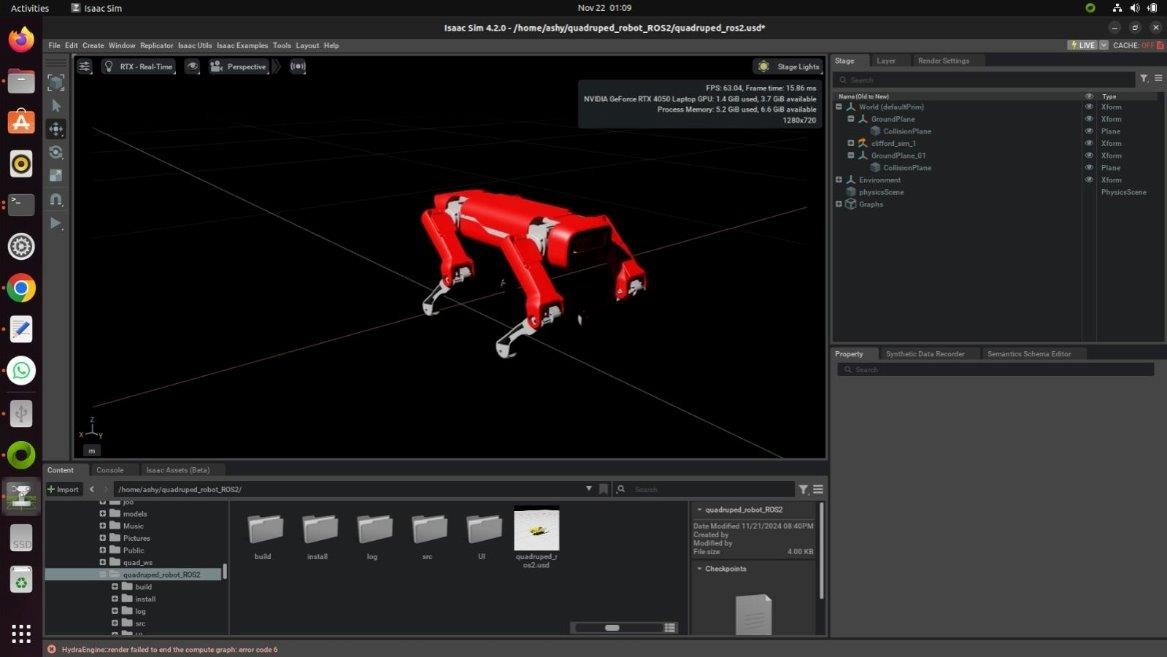 Activities
Isaac Sim
Nov 22 01:09
Isaac Sim 4.2.0 - /home/ashy/quadruped_robot_ROS2/quadruped_ros2.usd*
File Edit Create Window Replicator Isaac Utils Isaac Examples Tools Layout Help
LIVE
CACHE: OFF
RTX - Real-Time
Perspective
Stage Lights
FPS: 63.04, Frame time: 15.86 ms
NVIDIA GeForce RTX 4050 Laptop GPU: 1.4 GiB used, 3.7 GiB available
Process Memory: 5.2 GiB used, 6.6 GiB available
1280x720
Z
X
Y
m
Stage
Layer
Render Settings
Search
Name (Old to New)
Type
World (defaultPrim)
Xform
GroundPlane
Xform
CollisionPlane
Plane
clifford_sim_1
Xform
GroundPlane_01
Xform
CollisionPlane
Plane
Environment
Xform
physicsScene
PhysicsScene
Graphs
Property
Synthetic Data Recorder
Semantics Schema Editor
Search
Content
Console
Isaac Assets (Beta)
Import
/home/ashy/quadruped_robot_ROS2/
Search
models
Music
Pictures
Public
quad_ws
quadruped_robot_ROS2
build
install
log
src
build
install
log
src
UI
quadruped_r
os2.usd
quadruped_robot_ROS2
Date Modified 11/21/2024 08:40PM
Created by
Modified by
File size 4.00 KB
Checkpoints
SSD
HydraEngine::render failed to end the compute graph: error code 6